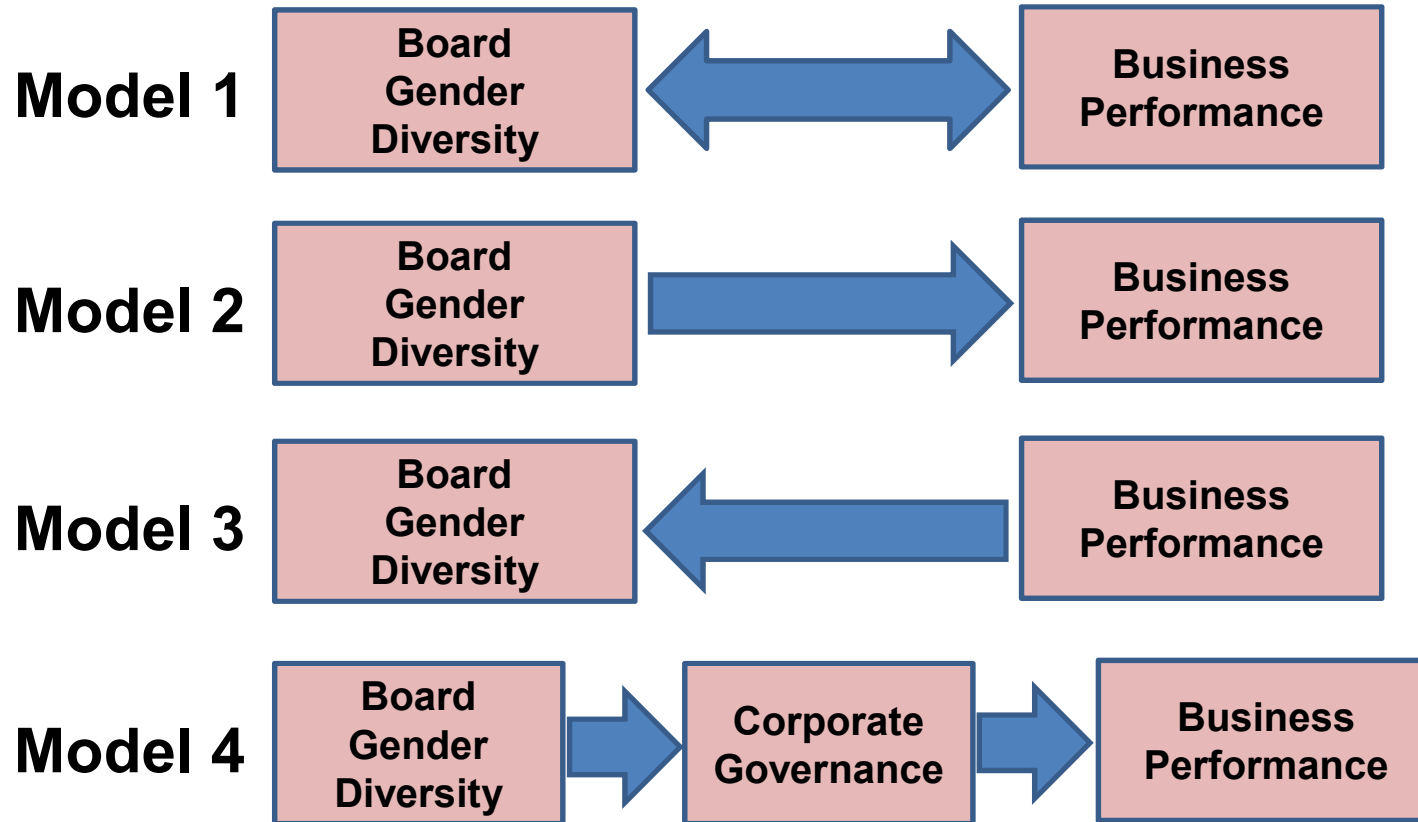 Model 1
Board
Gender
Diversity
Business
Performance
Model 2
Board
Gender
Diversity
Business
Performance
Model 3
Board
Gender
Diversity
Business
Performance
Model 4
Board
Gender
Diversity
Corporate
Governance
Business
Performance